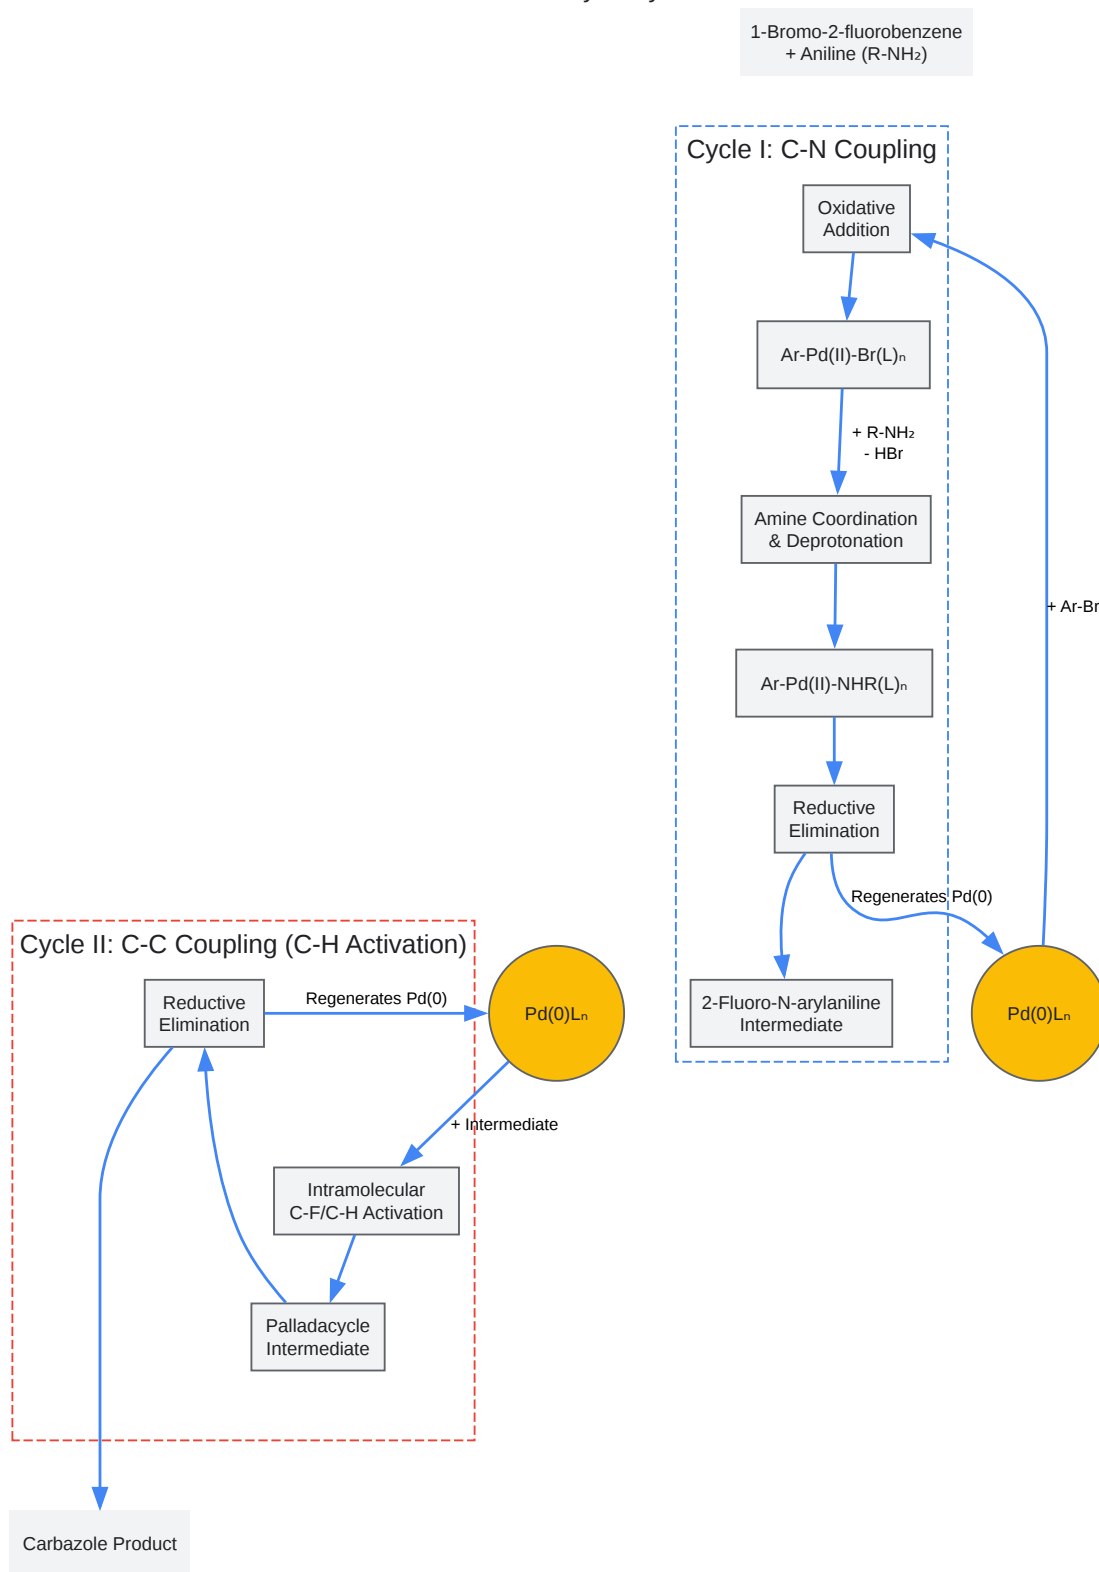 1-Bromo-2-fluorobenzene
+ Aniline (R-NH₂)
Cycle I: C-N Coupling
Oxidative
Addition
Ar-Pd(II)-Br(L)ₙ
+ R-NH₂
- HBr
Amine Coordination
& Deprotonation
+ Ar-Br
Ar-Pd(II)-NHR(L)ₙ
Reductive
Elimination
Regenerates Pd(0)
Cycle II: C-C Coupling (C-H Activation)
Reductive
Elimination
Regenerates Pd(0)
Pd(0)Lₙ
2-Fluoro-N-arylaniline
Intermediate
Pd(0)Lₙ
+ Intermediate
Intramolecular
C-F/C-H Activation
Palladacycle
Intermediate
Carbazole Product